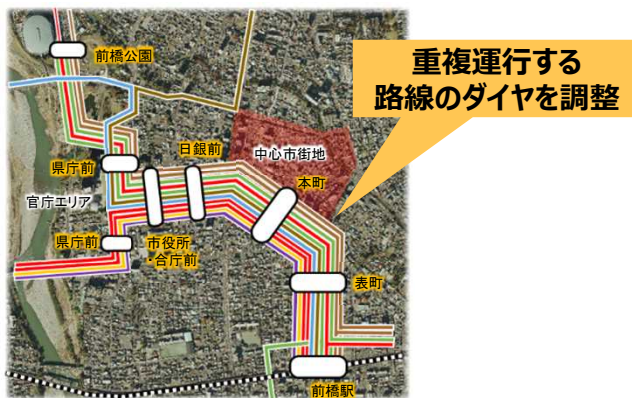 重複運行する
路線のダイヤを調整
前橋公園
日銀前
中心市街地
県庁前
本町
官庁エリア
県庁前
市役所
・合庁前
表町
前橋駅